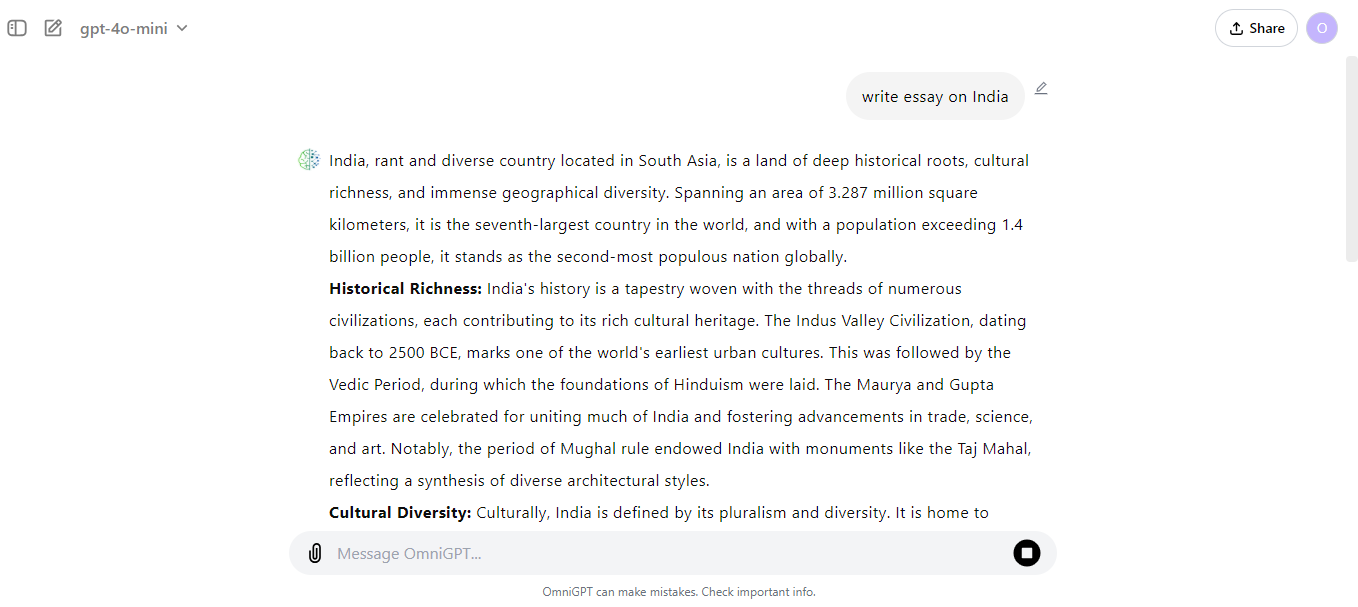 gpt-4o-mini
Share
O
write essay on India
India, rant and diverse country located in South Asia, is a land of deep historical roots, cultural
richness, and immense geographical diversity. Spanning an area of 3.287 million square
kilometers, it is the seventh-largest country in the world, and with a population exceeding 1.4
billion people, it stands as the second-most populous nation globally.
Historical Richness: India's history is a tapestry woven with the threads of numerous
civilizations, each contributing to its rich cultural heritage. The Indus Valley Civilization, dating
back to 2500 BCE, marks one of the world's earliest urban cultures. This was followed by the
Vedic Period, during which the foundations of Hinduism were laid. The Maurya and Gupta
Empires are celebrated for uniting much of India and fostering advancements in trade, science,
and art. Notably, the period of Mughal rule endowed India with monuments like the Taj Mahal,
reflecting a synthesis of diverse architectural styles.
Cultural Diversity: Culturally, India is defined by its pluralism and diversity. It is home to
Message OmniGPT...
OmniGPT can make mistakes. Check important info.